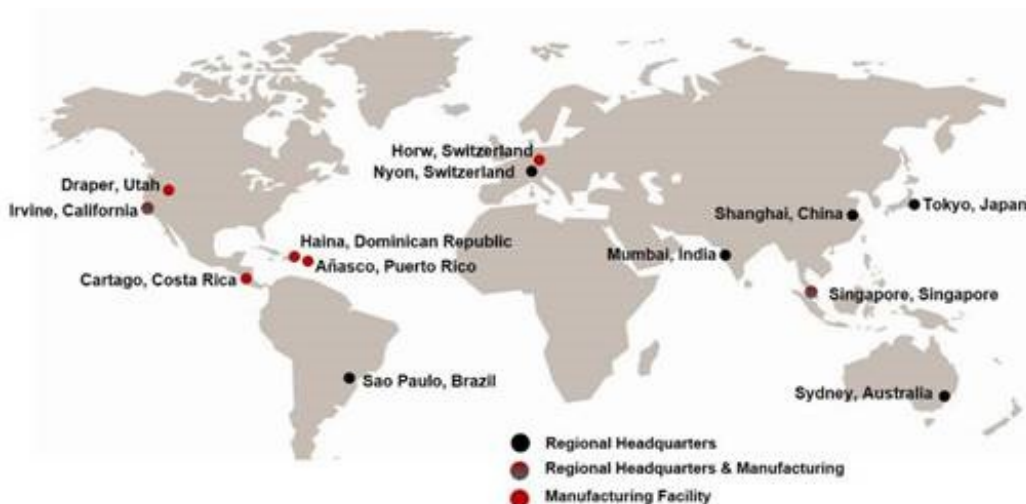 Horw, Switzerland
Nyon, Switzerland
Draper, Utah
Irvine, California
Shanghai, China
Tokyo, Japan
Haina, Dominican Republic
Mumbai, India
Añasco, Puerto Rico
Cartago, Costa Rica
Singapore, Singapore
Sao Paulo, Brazil
Sydney, Australia
Regional Headquarters
Regional Headquarters & Manufacturing
Manufacturing Facility